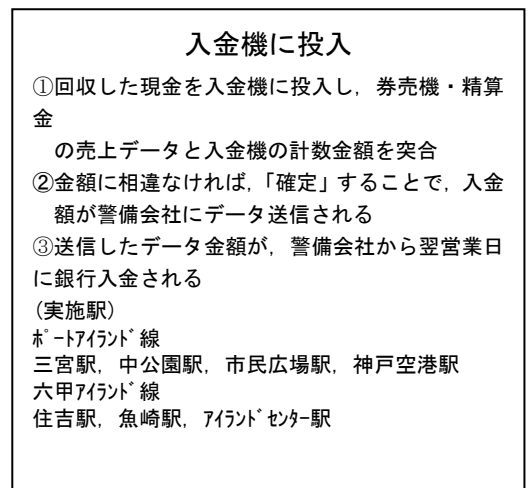 入金機に投入
①回収した現金を入金機に投入し，券売機・精算
金
の売上データと入金機の計数金額を突合
②金額に相違なければ，「確定」することで，入金
額が警備会社にデータ送信される
③送信したデータ金額が，警備会社から翌営業日
に銀行入金される
(実施駅)
ﾎﾟｰﾄｱｲﾗﾝﾄﾞ線
三宮駅，中公園駅，市民広場駅，神戸空港駅
六甲ｱｲﾗﾝﾄﾞ線
住吉駅，魚崎駅，ｱｲﾗﾝﾄﾞｾﾝﾀｰ駅